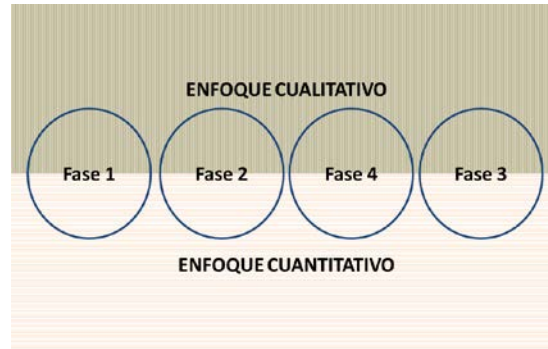 ENFOQUE CUALITATIVO
Fase 1 Fase 2 Fase 4 Fase 3
ENFOQUE CUANTITATIVO